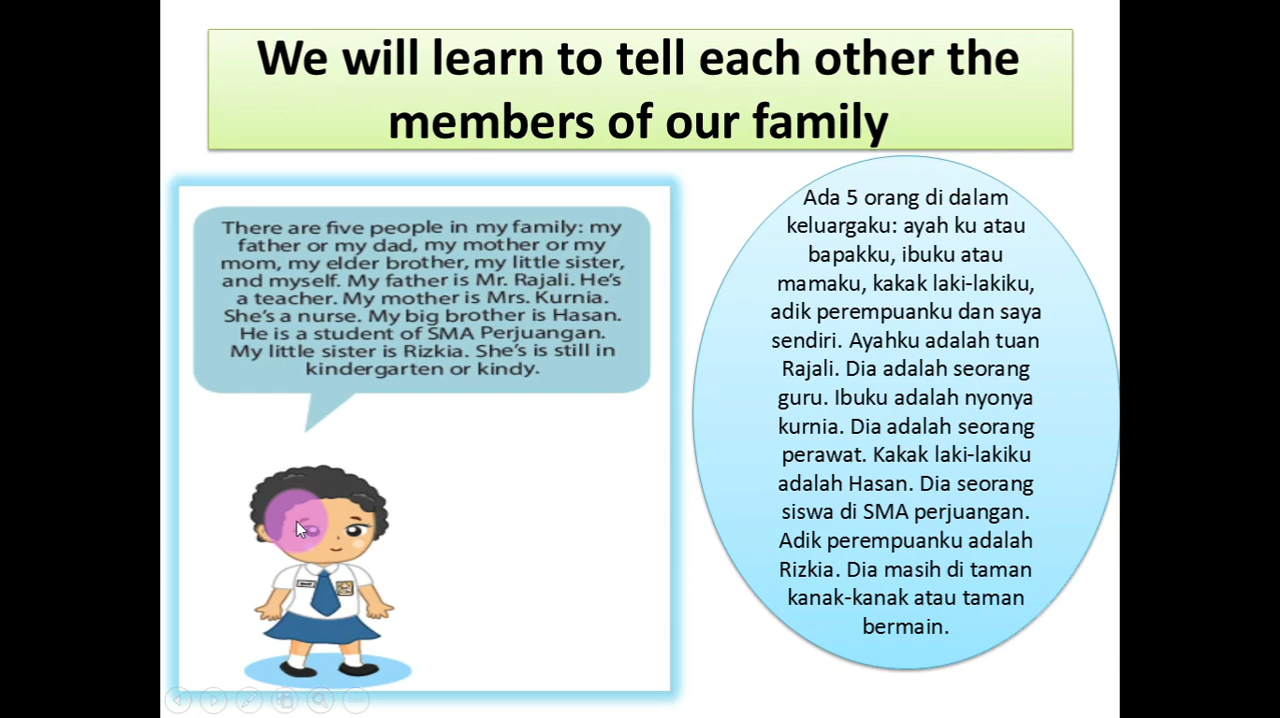 We will learn to tell each other the
members of our family
There are five people in my family: my
father or my dad, my mother or my
mom, my elder brother, my little sister,
and myself. My father is Mr. Rajali. He's
a teacher. My mother is Mrs. Kurnia.
She's a nurse. My big brother is Hasan.
He is a student of SMA Perjuangan.
My little sister is Rizkia. She's is still in
kindergarten or kindy.
Ada 5 orang di dalam
keluargaku: ayah ku atau
bapakku, ibuku atau
mamaku, kakak laki-lakiku,
adik perempuanku dan saya
sendiri. Ayahku adalah tuan
Rajali. Dia adalah seorang
guru. Ibuku adalah nyonya
kurnia. Dia adalah seorang
perawat. Kakak laki-lakiku
adalah Hasan. Dia seorang
siswa di SMA perjuangan.
Adik perempuanku adalah
Rizkia. Dia masih di taman
kanak-kanak atau taman
bermain.